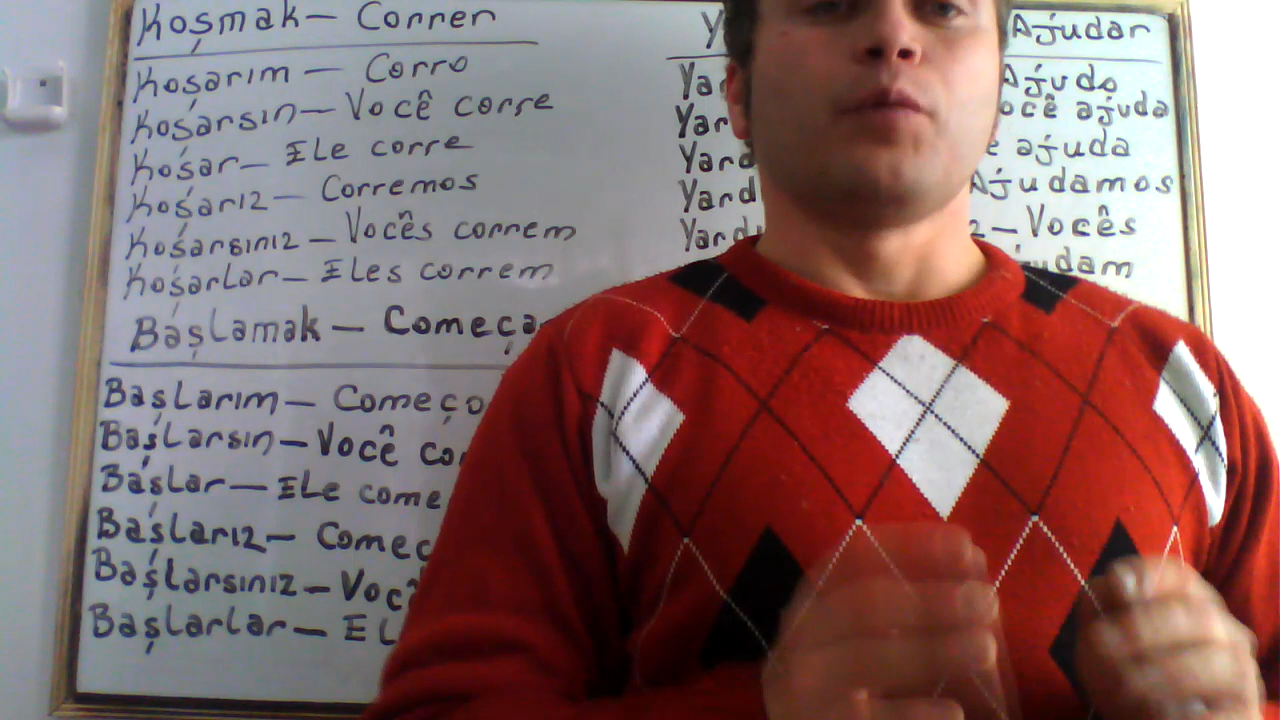 Koşmak — Correr
Koşarım — Corro
Koşarsın — Você corre
Koşar — Ele corre
Koşarız — Corremos
Koşarsınız — Vocês correm
Koşarlar — Eles correm
Başlamak — Começa
Başlarım — Começo
Başlarsın — Você co
Başlar — Ele come
Başlarız — Começ
Başlarsınız — Voc
Başlarlar — El
Y Ajudar
Yar Ajudo
Yar ocê ajuda
Yard e ajuda
Yard Ajudamos
Yard z — Vocês
udam